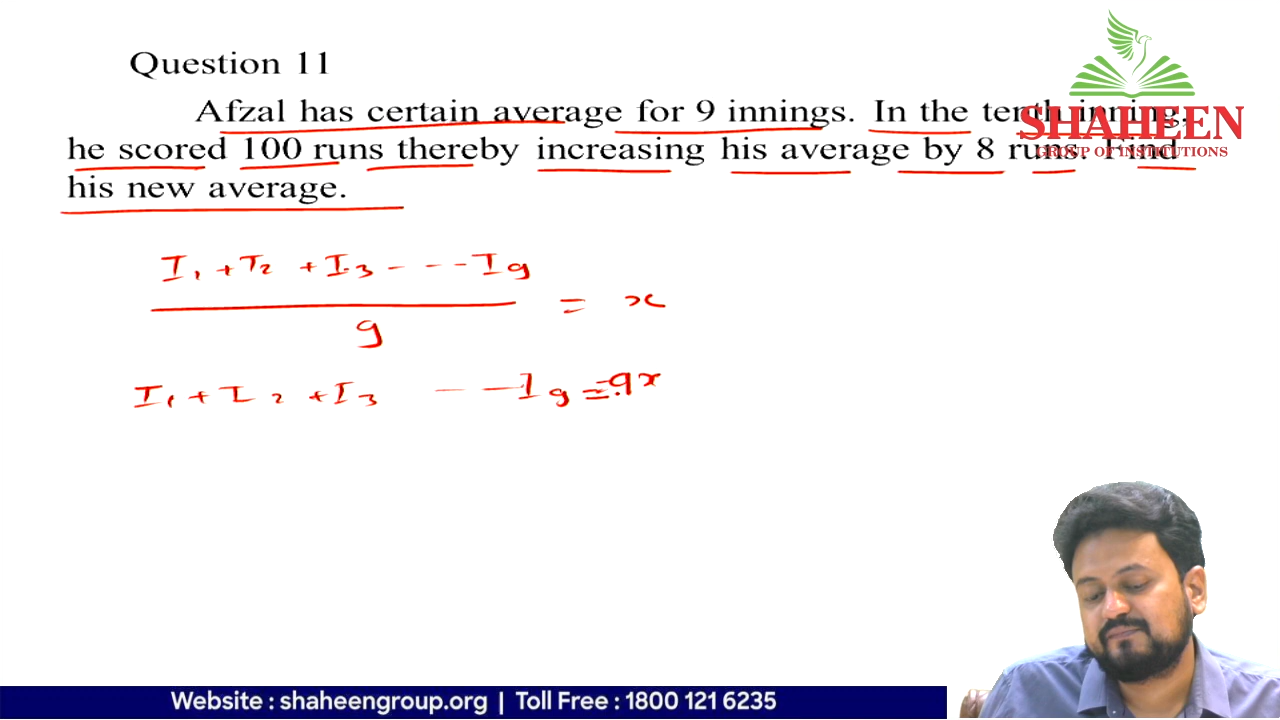 Question 11
Afzal has certain average for 9 innings. In the tenth inning,
he scored 100 runs thereby increasing his average by 8 runs. Find
his new average.
SHAHEEN
GROUP OF INSTITUTIONS
I₁ + I₂ + I₃ - - - - I₉
9
= x
I₁ + I₂ + I₃ - - I₉ = 9x
Website : shaheengroup.org | Toll Free : 1800 121 6235